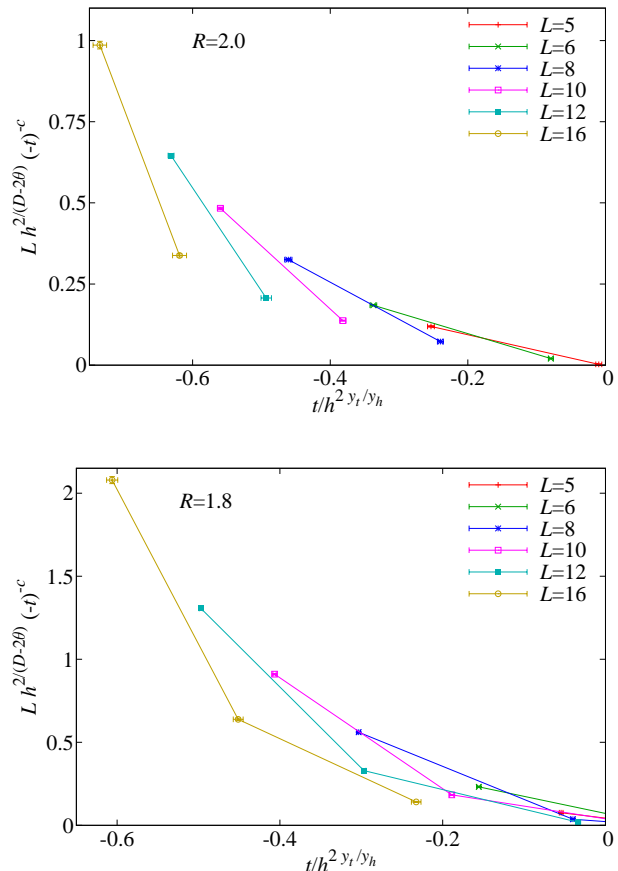 1
0.75
0.5
0.25
0
-0.6
-0.4
-0.2
0
R=2.0
L=5
L=6
L=8
L=10
L=12
L=16
L h^{2/(D-2θ)} (-t)^{-c}
t/h^{2 y_t/y_h}
2
1.5
1
0.5
0
-0.6
-0.4
-0.2
0
R=1.8
L=5
L=6
L=8
L=10
L=12
L=16
L h^{2/(D-2θ)} (-t)^{-c}
t/h^{2 y_t/y_h}